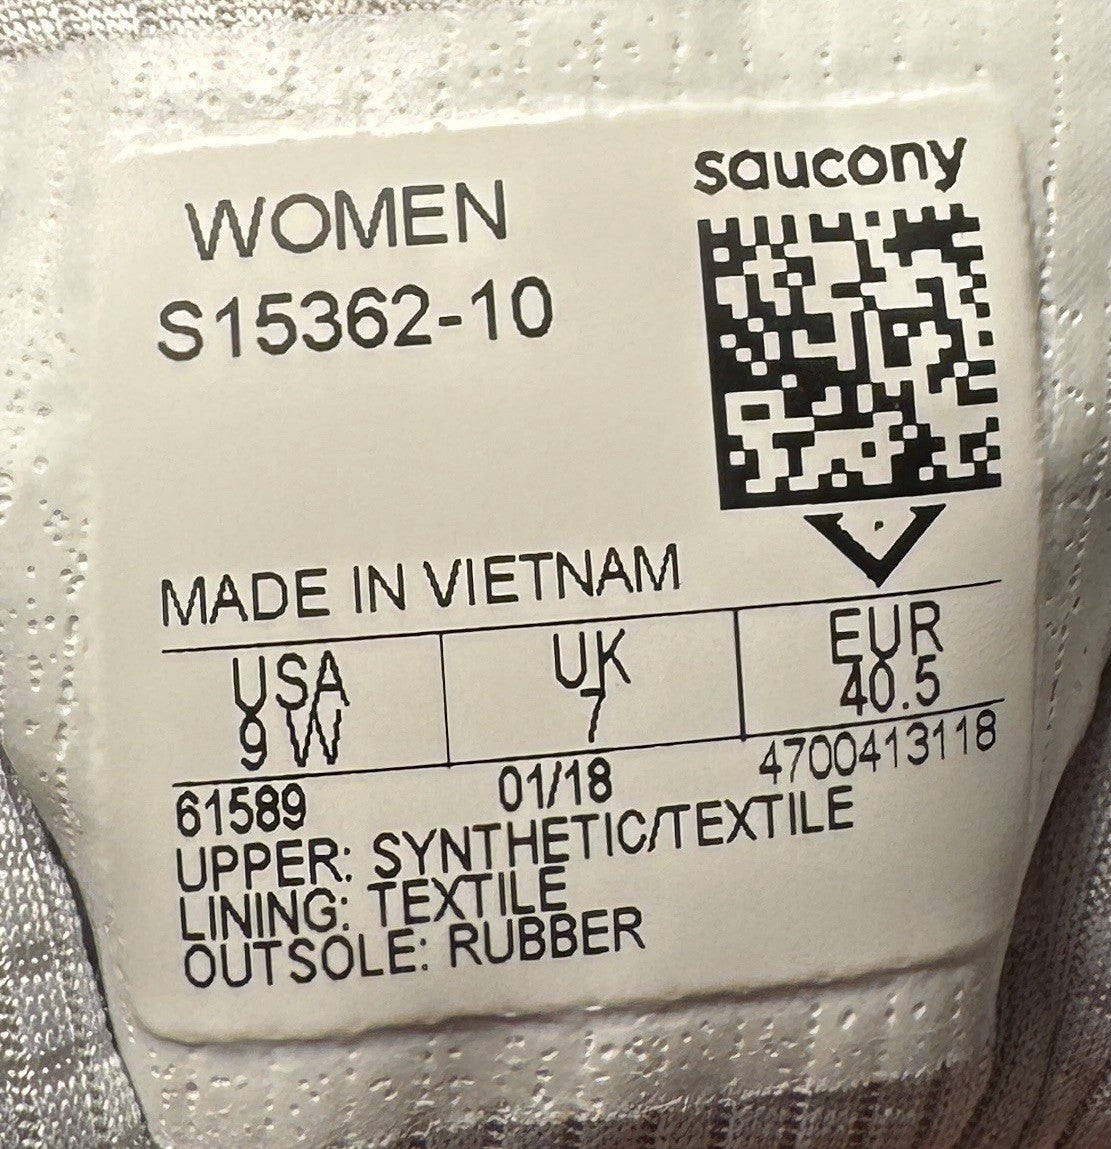 saucony
WOMEN
S15362-10
MADE IN VIETNAM
USA UK EUR
9 W 7 40.5
61589 01/18 4700413118
UPPER: SYNTHETIC/TEXTILE
LINING: TEXTILE
OUTSOLE: RUBBER